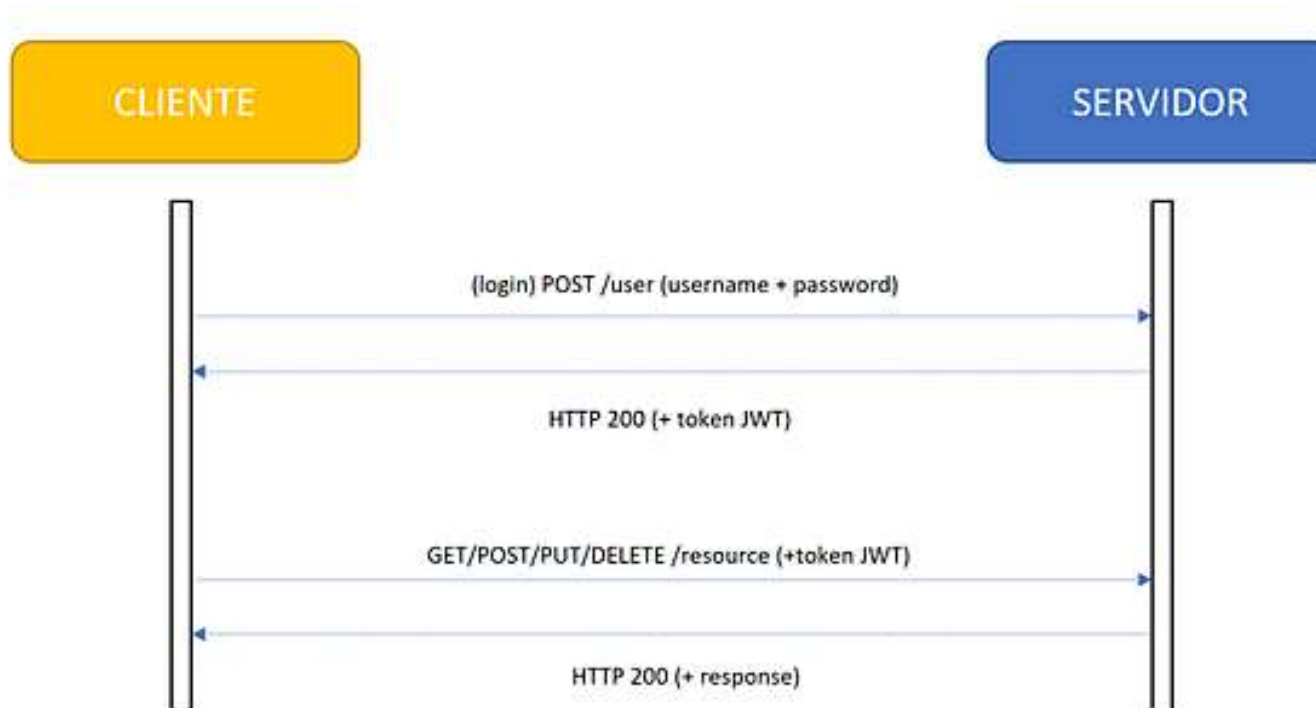 CLIENTE
SERVIDOR
(login) POST /user (username + password)
HTTP 200 (+ token JWT)
GET/POST/PUT/DELETE /resource (+token JWT)
HTTP 200 (+ response)